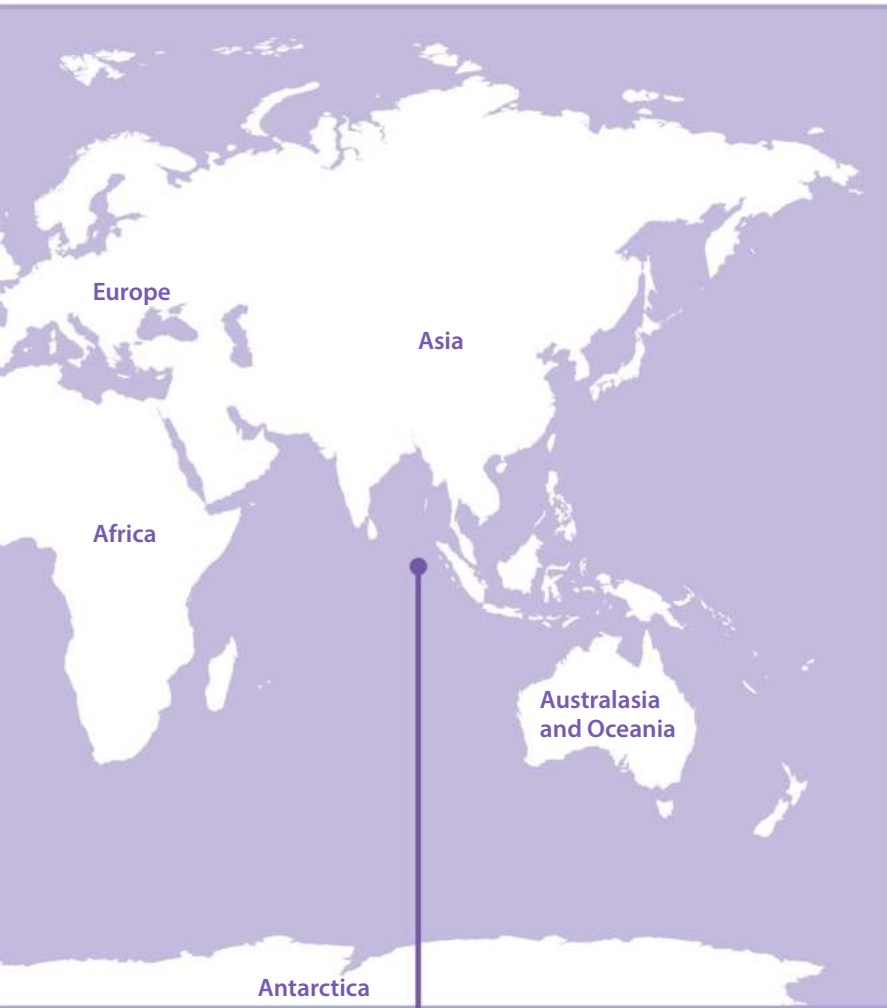 Europe
Asia
Africa
Australasia
and Oceania
Antarctica